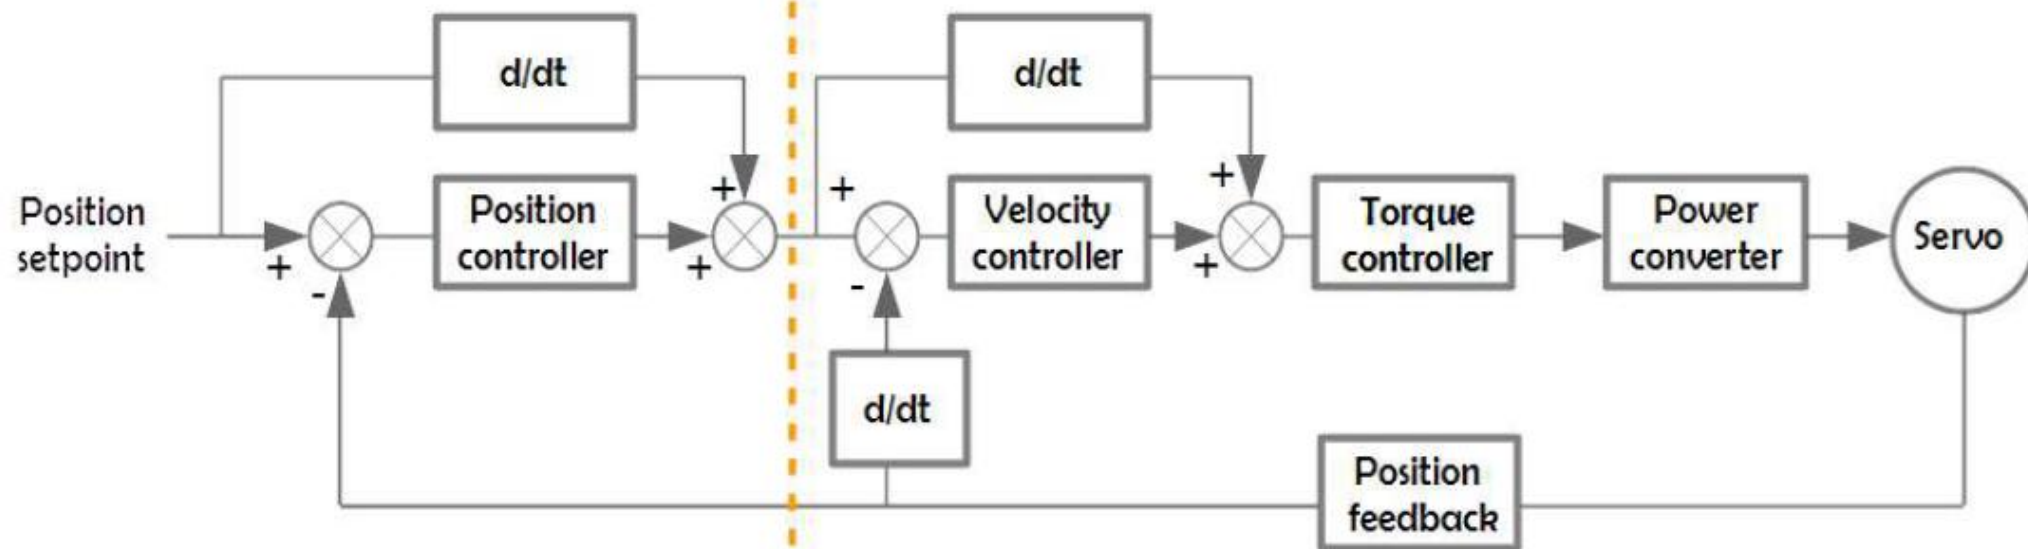 d/dt
d/dt
+
+
+
Position
setpoint
Position
controller
Velocity
controller
Torque
controller
Power
converter
Servo
+
-
+
-
+
d/dt
Position
feedback